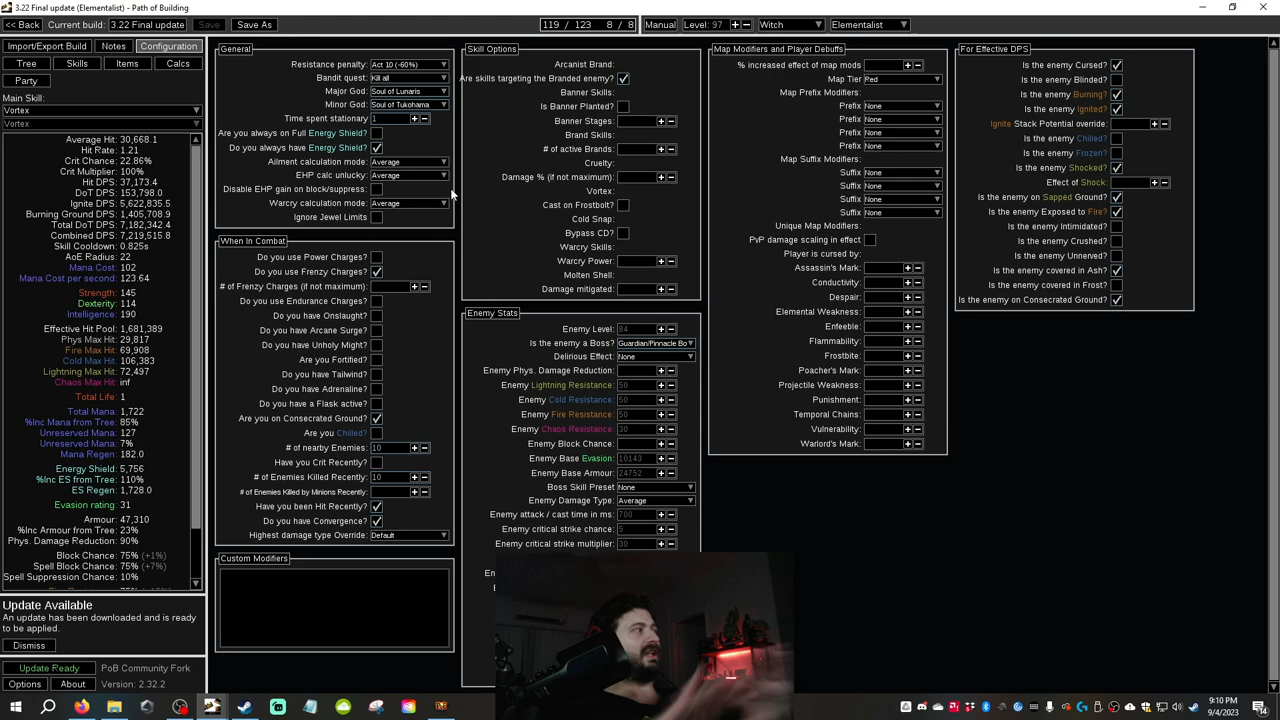 3.22 Final update (Elementalist) - Path of Building
<< Back
Current build:
3.22 Final update
Save
Save As
119 / 123
8 / 8
Manual
Level: 97
+
−
Witch
Elementalist
Import/Export Build
Notes
Configuration
Tree
Skills
Items
Calcs
Party
Main Skill:
Vortex
Vortex
Average Hit: 30,668.1
Hit Rate: 1.21
Crit Chance: 22.86%
Crit Multiplier: 100%
Hit DPS: 37,173.4
DoT DPS: 153,798.0
Ignite DPS: 5,622,835.5
Burning Ground DPS: 1,405,708.9
Total DoT DPS: 7,182,342.4
Combined DPS: 7,219,515.8
Skill Cooldown: 0.825s
AoE Radius: 22
Mana Cost: 102
Mana Cost per second: 123.64
Strength: 145
Dexterity: 114
Intelligence: 190
Effective Hit Pool: 1,681,389
Phys Max Hit: 29,817
Fire Max Hit: 69,908
Cold Max Hit: 106,383
Lightning Max Hit: 72,497
Chaos Max Hit: inf
Total Life: 1
Total Mana: 1,722
%Inc Mana from Tree: 85%
Unreserved Mana: 127
Unreserved Mana: 7%
Mana Regen: 182.0
Energy Shield: 5,756
%Inc ES from Tree: 110%
ES Regen: 1,728.0
Evasion rating: 31
Armour: 47,310
%Inc Armour from Tree: 23%
Phys. Damage Reduction: 90%
Block Chance: 75% (+1%)
Spell Block Chance: 75% (+7%)
Spell Suppression Chance: 10%
Update Available
An update has been downloaded and is ready
to be applied.
Dismiss
Update Ready
PoB Community Fork
Options
About
Version: 2.32.2
General
Resistance penalty: Act 10 (-60%)
Bandit quest: Kill all
Major God: Soul of Lunaris
Minor God: Soul of Tukohama
Time spent stationary 1
Are you always on Full Energy Shield?
Do you always have Energy Shield?
Ailment calculation mode: Average
EHP calc unlucky: Average
Disable EHP gain on block/suppress:
Warcry calculation mode: Average
Ignore Jewel Limits
When In Combat
Do you use Power Charges?
Do you use Frenzy Charges?
# of Frenzy Charges (if not maximum):
Do you use Endurance Charges?
Do you have Onslaught?
Do you have Arcane Surge?
Do you have Unholy Might?
Are you Fortified?
Do you have Tailwind?
Do you have Adrenaline?
Do you have a Flask active?
Are you on Consecrated Ground?
Are you Chilled?
# of nearby Enemies: 10
Have you Crit Recently?
# of Enemies Killed Recently: 10
# of Enemies Killed by Minions Recently:
Have you been Hit Recently?
Do you have Convergence?
Highest damage type Override: Default
Custom Modifiers
Skill Options
Arcanist Brand:
Are skills targeting the Branded enemy?
Banner Skills:
Is Banner Planted?
Banner Stages:
Brand Skills:
# of active Brands:
Cruelty:
Damage % (if not maximum):
Vortex:
Cast on Frostbolt?
Cold Snap:
Bypass CD?
Warcry Skills:
Warcry Power:
Molten Shell:
Damage mitigated:
Enemy Stats
Enemy Level: 84
Is the enemy a Boss? Guardian/Pinnacle Bo
Delirious Effect: None
Enemy Phys. Damage Reduction:
Enemy Lightning Resistance: 50
Enemy Cold Resistance: 50
Enemy Fire Resistance: 50
Enemy Chaos Resistance: 30
Enemy Block Chance:
Enemy Base Evasion: 10143
Enemy Base Armour: 24752
Boss Skill Preset None
Enemy Damage Type: Average
Enemy attack / cast time in ms: 700
Enemy critical strike chance: 5
Enemy critical strike multiplier: 30
Map Modifiers and Player Debuffs
% increased effect of map mods
Map Tier Red
Map Prefix Modifiers:
Prefix None
Prefix None
Prefix None
Prefix None
Map Suffix Modifiers:
Suffix None
Suffix None
Suffix None
Suffix None
Unique Map Modifiers:
PvP damage scaling in effect
Player is cursed by:
Assassin's Mark:
Conductivity:
Despair:
Elemental Weakness:
Enfeeble:
Flammability:
Frostbite:
Poacher's Mark:
Projectile Weakness:
Punishment:
Temporal Chains:
Vulnerability:
Warlord's Mark:
For Effective DPS
Is the enemy Cursed?
Is the enemy Blinded?
Is the enemy Burning?
Is the enemy Ignited?
Ignite Stack Potential override:
Is the enemy Chilled?
Is the enemy Frozen?
Is the enemy Shocked?
Effect of Shock:
Is the enemy on Sapped Ground?
Is the enemy Exposed to Fire?
Is the enemy Intimidated?
Is the enemy Crushed?
Is the enemy Unnerved?
Is the enemy covered in Ash?
Is the enemy covered in Frost?
Is the enemy on Consecrated Ground?
9:10 PM
9/4/2023
14